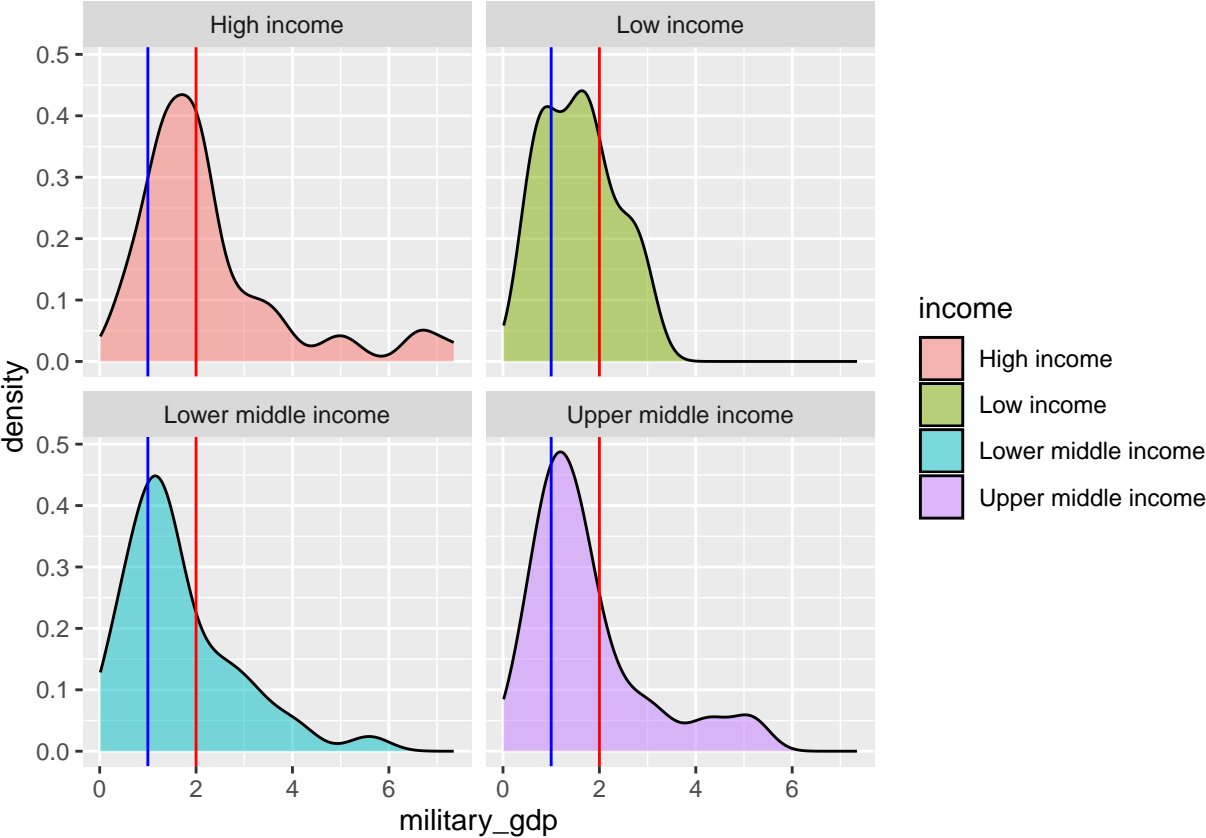 High income
Low income
0.5
0.4
0.3
0.2
0.1
0.0
Lower middle income
Upper middle income
0.5
0.4
0.3
0.2
0.1
0.0
0 2 4 6
0 2 4 6
military_gdp
density
income
High income
Low income
Lower middle income
Upper middle income